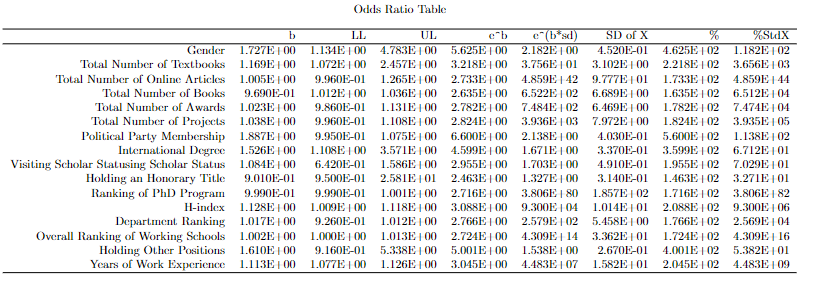 Odds Ratio Table
b LL UL e^b e^(b*sd) SD of X % %StdX
Gender 1.727E+00 1.134E+00 4.783E+00 5.625E+00 2.182E+00 4.520E-01 4.625E+02 1.182E+02
Total Number of Textbooks 1.169E+00 1.072E+00 2.457E+00 3.218E+00 3.756E+01 3.102E+00 2.218E+02 3.656E+03
Total Number of Online Articles 1.005E+00 9.960E-01 1.265E+00 2.733E+00 4.859E+42 9.777E+01 1.733E+02 4.859E+44
Total Number of Books 9.690E-01 1.012E+00 1.036E+00 2.635E+00 6.522E+02 6.689E+00 1.635E+02 6.512E+04
Total Number of Awards 1.023E+00 9.860E-01 1.131E+00 2.782E+00 7.484E+02 6.469E+00 1.782E+02 7.474E+04
Total Number of Projects 1.038E+00 9.960E-01 1.108E+00 2.824E+00 3.936E+03 7.972E+00 1.824E+02 3.935E+05
Political Party Membership 1.887E+00 9.950E-01 1.075E+00 6.600E+00 2.138E+00 4.030E-01 5.600E+02 1.138E+02
International Degree 1.526E+00 1.108E+00 3.571E+00 4.599E+00 1.671E+00 3.370E-01 3.599E+02 6.712E+01
Visiting Scholar Statusing Scholar Status 1.084E+00 6.420E-01 1.586E+00 2.955E+00 1.703E+00 4.910E-01 1.955E+02 7.029E+01
Holding an Honorary Title 9.010E-01 9.500E-01 2.581E+01 2.463E+00 1.327E+00 3.140E-01 1.463E+02 3.271E+01
Ranking of PhD Program 9.990E-01 9.990E-01 1.001E+00 2.716E+00 3.806E+80 1.857E+02 1.716E+02 3.806E+82
H-index 1.128E+00 1.009E+00 1.118E+00 3.088E+00 9.300E+04 1.014E+01 2.088E+02 9.300E+06
Department Ranking 1.017E+00 9.260E-01 1.012E+00 2.766E+00 2.579E+02 5.458E+00 1.766E+02 2.569E+04
Overall Ranking of Working Schools 1.002E+00 1.000E+00 1.013E+00 2.724E+00 4.309E+14 3.362E+01 1.724E+02 4.309E+16
Holding Other Positions 1.610E+00 9.160E-01 5.338E+00 5.001E+00 1.538E+00 2.670E-01 4.001E+02 5.382E+01
Years of Work Experience 1.113E+00 1.077E+00 1.126E+00 3.045E+00 4.483E+07 1.582E+01 2.045E+02 4.483E+09